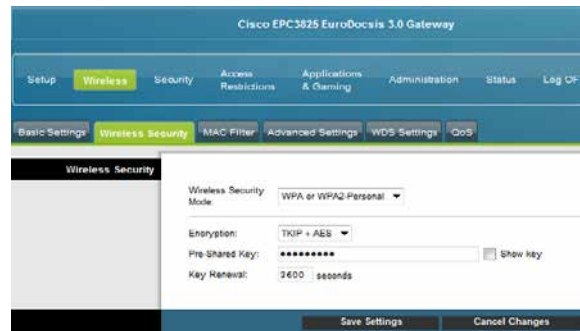 Cisco EPC3825 EuroDocsis 3.0 Gateway
Setup Wireless Security Access Restrictions Applications & Gaming Administration Status Log Of
Basic Settings Wireless Security MAC Filter Advanced Settings WDS Settings QoS
Wireless Security
Wireless Security Mode: WPA or WPA2-Personal
Encryption: TKIP + AES
Pre-Shared Key: ●●●●●●●●● Show key
Key Renewal: 3600 seconds
Save Settings Cancel Changes